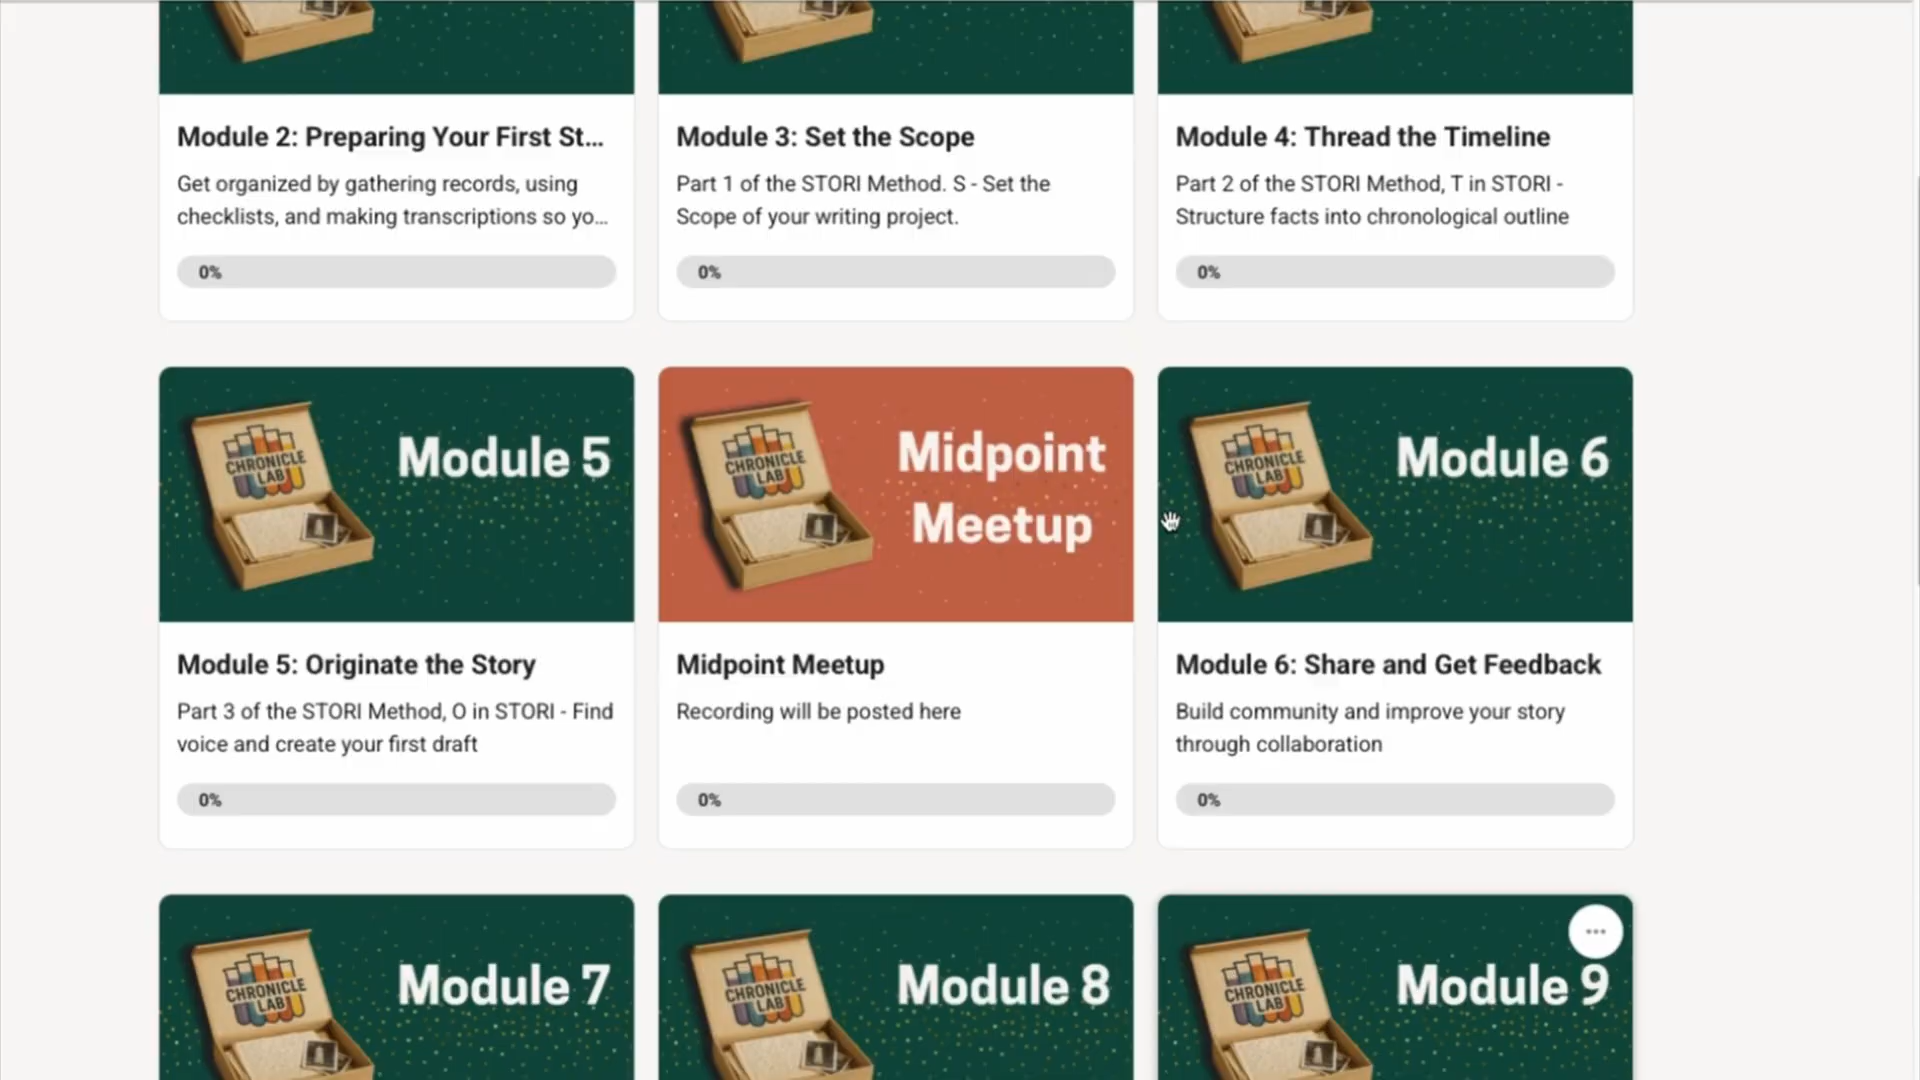 Module 2: Preparing Your First St...
Get organized by gathering records, using
checklists, and making transcriptions so yo...
0%
Module 3: Set the Scope
Part 1 of the STORI Method. S - Set the
Scope of your writing project.
0%
Module 4: Thread the Timeline
Part 2 of the STORI Method, T in STORI -
Structure facts into chronological outline
0%
CHRONICLE
LAB
Module 5
Module 5: Originate the Story
Part 3 of the STORI Method, O in STORI - Find
voice and create your first draft
0%
CHRONICLE
LAB
Midpoint
Meetup
Midpoint Meetup
Recording will be posted here
0%
CHRONICLE
LAB
Module 6
Module 6: Share and Get Feedback
Build community and improve your story
through collaboration
0%
CHRONICLE
LAB
Module 7
CHRONICLE
LAB
Module 8
CHRONICLE
LAB
Module 9